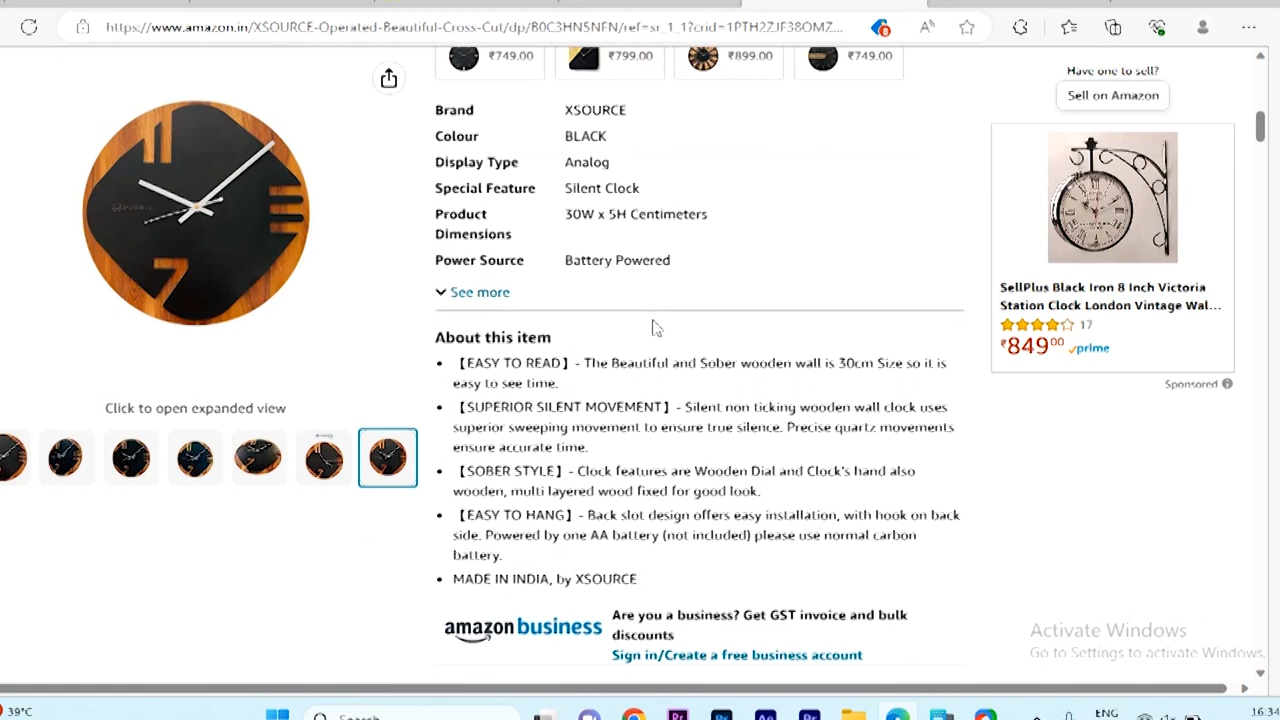 https://www.amazon.in/XSOURCE-Operated-Beautiful-Cross-Cut/dp/B0C3HNSNFN/ref=sr_1_1?crid=1PTH2ZJF38OMZ...
₹749.00 ₹799.00 ₹899.00 ₹749.00
Have one to sell?
Sell on Amazon
Brand XSOURCE
Colour BLACK
Display Type Analog
Special Feature Silent Clock
Product Dimensions 30W x 5H Centimeters
Power Source Battery Powered
See more
Click to open expanded view
About this item
• 【EASY TO READ】- The Beautiful and Sober wooden wall is 30cm Size so it is
easy to see time.
• 【SUPERIOR SILENT MOVEMENT】- Silent non ticking wooden wall clock uses
superior sweeping movement to ensure true silence. Precise quartz movements
ensure accurate time.
• 【SOBER STYLE】- Clock features are Wooden Dial and Clock's hand also
wooden, multi layered wood fixed for good look.
• 【EASY TO HANG】- Back slot design offers easy installation, with hook on back
side. Powered by one AA battery (not included) please use normal carbon
battery.
• MADE IN INDIA, by XSOURCE
amazon business
Are you a business? Get GST invoice and bulk
discounts
Sign in/Create a free business account
SellPlus Black Iron 8 Inch Victoria
Station Clock London Vintage Wal...
17
₹849.00 prime
Sponsored
Activate Windows
Go to Settings to activate Windows.
39°C
Search
ENG
16:34